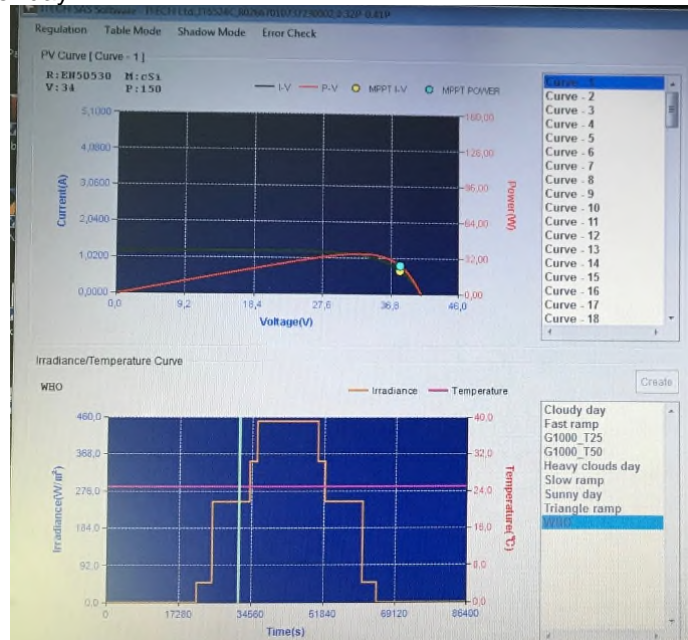 Regulation Table Mode Shadow Mode Error Check
PV Curve [ Curve - 1 ]
R:EN50530 M:cSi
V:34 P:150
I-V P-V MPPT I-V MPPT POWER
5,1000
4,0800
3,0600
2,0400
1,0200
0,0000
Current(A)
160,00
128,00
96,00
64,00
32,00
0,00
Power(W)
0,0 9,2 18,4 27,6 36,8 46,0
Voltage(V)
Curve - 1
Curve - 2
Curve - 3
Curve - 4
Curve - 5
Curve - 6
Curve - 7
Curve - 8
Curve - 9
Curve - 10
Curve - 11
Curve - 12
Curve - 13
Curve - 14
Curve - 15
Curve - 16
Curve - 17
Curve - 18
Irradiance/Temperature Curve
Create
WHO
Irradiance Temperature
460,0
368,0
276,0
184,0
92,0
0,0
Irradiance(W/㎡)
40,0
32,0
24,0
16,0
8,0
0,0
Temperature(℃)
0 17280 34560 51840 69120 86400
Time(s)
Cloudy day
Fast ramp
G1000_T25
G1000_T50
Heavy clouds day
Slow ramp
Sunny day
Triangle ramp
WHO